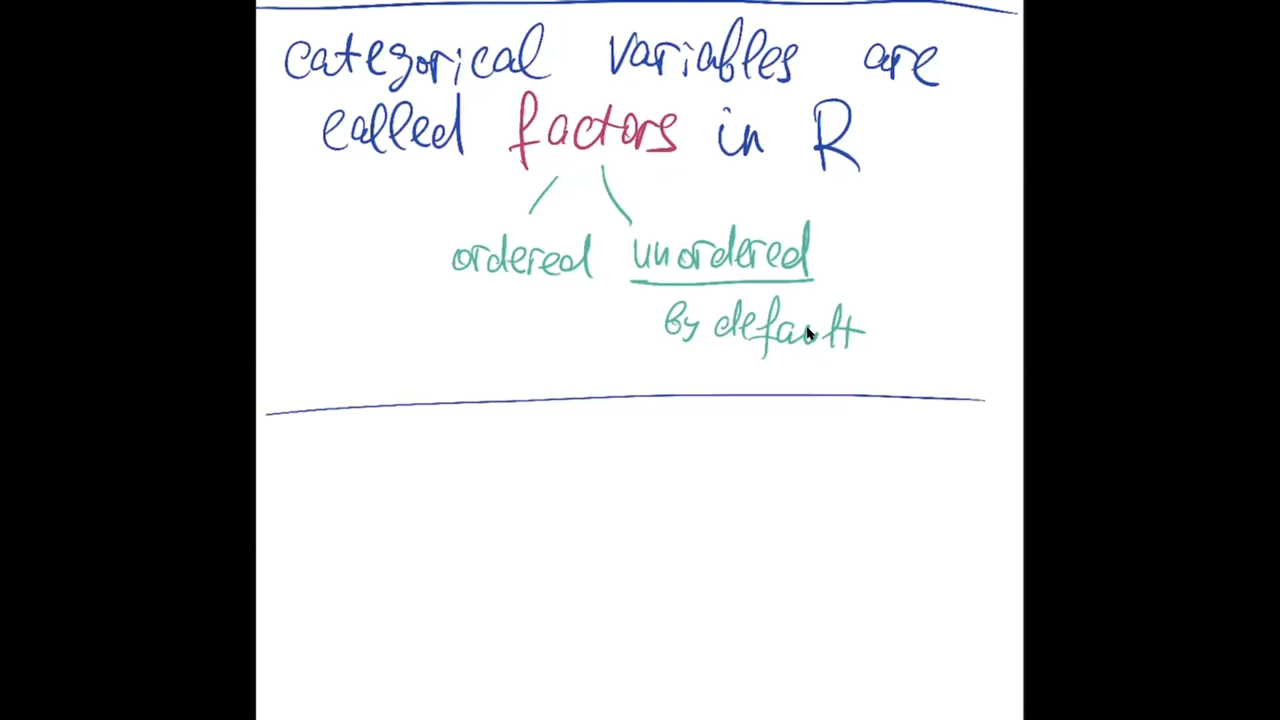 categorical variables are
called factors in R
ordered unordered
by default